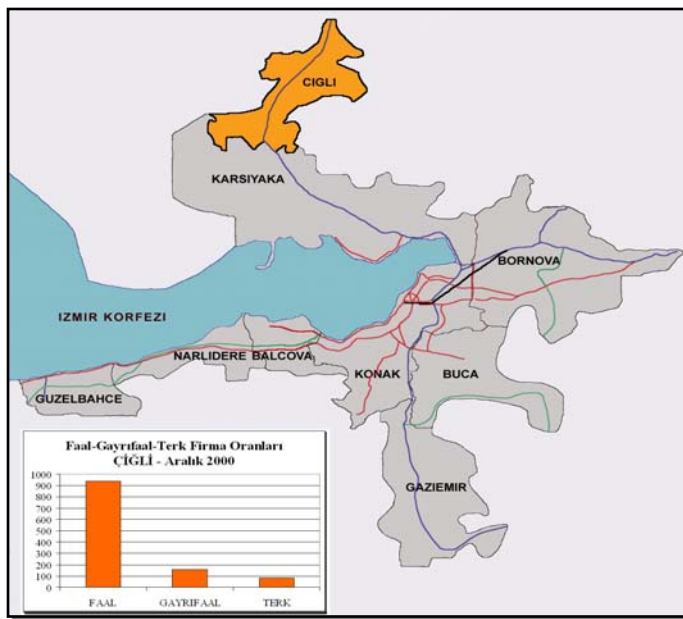 CIGLI
KARSIYAKA
BORNOVA
IZMIR KORFEZI
NARLIDERE BALCOVA
KONAK
BUCA
GUZELBAHCE
GAZIEMIR
Faal-Gayrıfaal-Terk Firma Oranları
ÇİĞLİ - Aralık 2000
1000
900
800
700
600
500
400
300
200
100
0
FAAL
GAYRIFAAL
TERK